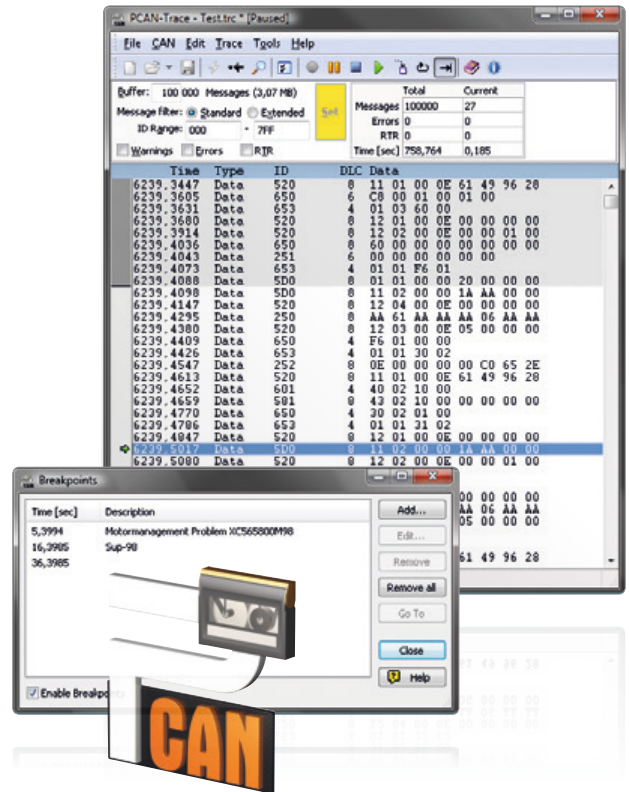 PCAN-Trace - Test.trc * [Paused]
File CAN Edit Trace Tools Help
Buffer: 100 000 Messages (3,07 MB)
Message filter: Standard Extended
Set
ID Range: 000 - 7FF
Warnings Errors RTR
Total Current
Messages 100000 27
Errors 0 0
RTR 0 0
Time [sec] 758,764 0,185
Time Type ID DLC Data
6239.3447 Data 520 8 11 01 00 0E 61 49 96 28
6239.3605 Data 650 6 C8 00 01 00 01 00
6239.3631 Data 653 4 01 03 60 00
6239.3680 Data 520 8 12 01 00 0E 00 00 00 00
6239.3914 Data 520 8 12 02 00 0E 00 00 01 00
6239.4036 Data 650 8 60 00 00 00 00 00 00 00
6239.4043 Data 251 6 00 00 00 00 00 00
6239.4073 Data 653 4 01 01 F6 01
6239.4088 Data 5D0 8 01 01 00 00 20 00 00 00
6239.4098 Data 5D0 8 11 02 00 00 1A AA 00 00
6239.4147 Data 520 8 12 04 00 0E 00 00 00 00
6239.4295 Data 250 8 AA 61 AA AA AA 06 AA AA
6239.4380 Data 520 8 12 03 00 0E 05 00 00 00
6239.4409 Data 650 4 F6 01 00 00
6239.4426 Data 653 4 01 01 30 02
6239.4547 Data 252 8 0E 00 00 00 00 C0 65 2E
6239.4613 Data 520 8 11 01 00 0E 61 49 96 28
6239.4652 Data 601 4 40 02 10 00
6239.4659 Data 581 8 43 02 10 00 00 00 00 00
6239.4770 Data 650 4 30 02 01 00
6239.4786 Data 653 4 01 01 31 02
6239.4847 Data 520 8 12 01 00 0E 00 00 00 00
6239.5017 Data 5D0 8 11 02 00 00 1A AA 00 00
6239.5080 Data 520 8 12 02 00 0E 00 00 01 00
00 00 00 00
AA 06 AA AA
05 00 00 00
61 49 96 28
Breakpoints
Time [sec] Description
5,3994 Motormanagement Problem XC565800M98
16,3985 Sup-98
36,3985
Add...
Edit...
Remove
Remove all
Go To
Close
Help
Enable Breakpoints
CAN